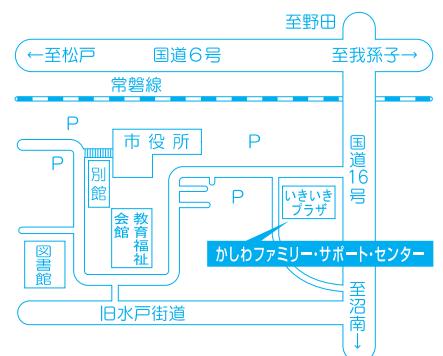 至野田
←至松戸 国道6号 至我孫子→
常磐線
P
市役所
P
国道16号
P
別館
P
いきいき
プラザ
教育福祉
会館
かしわファミリー・サポート・センター
図書館
至沼南→
旧水戸街道